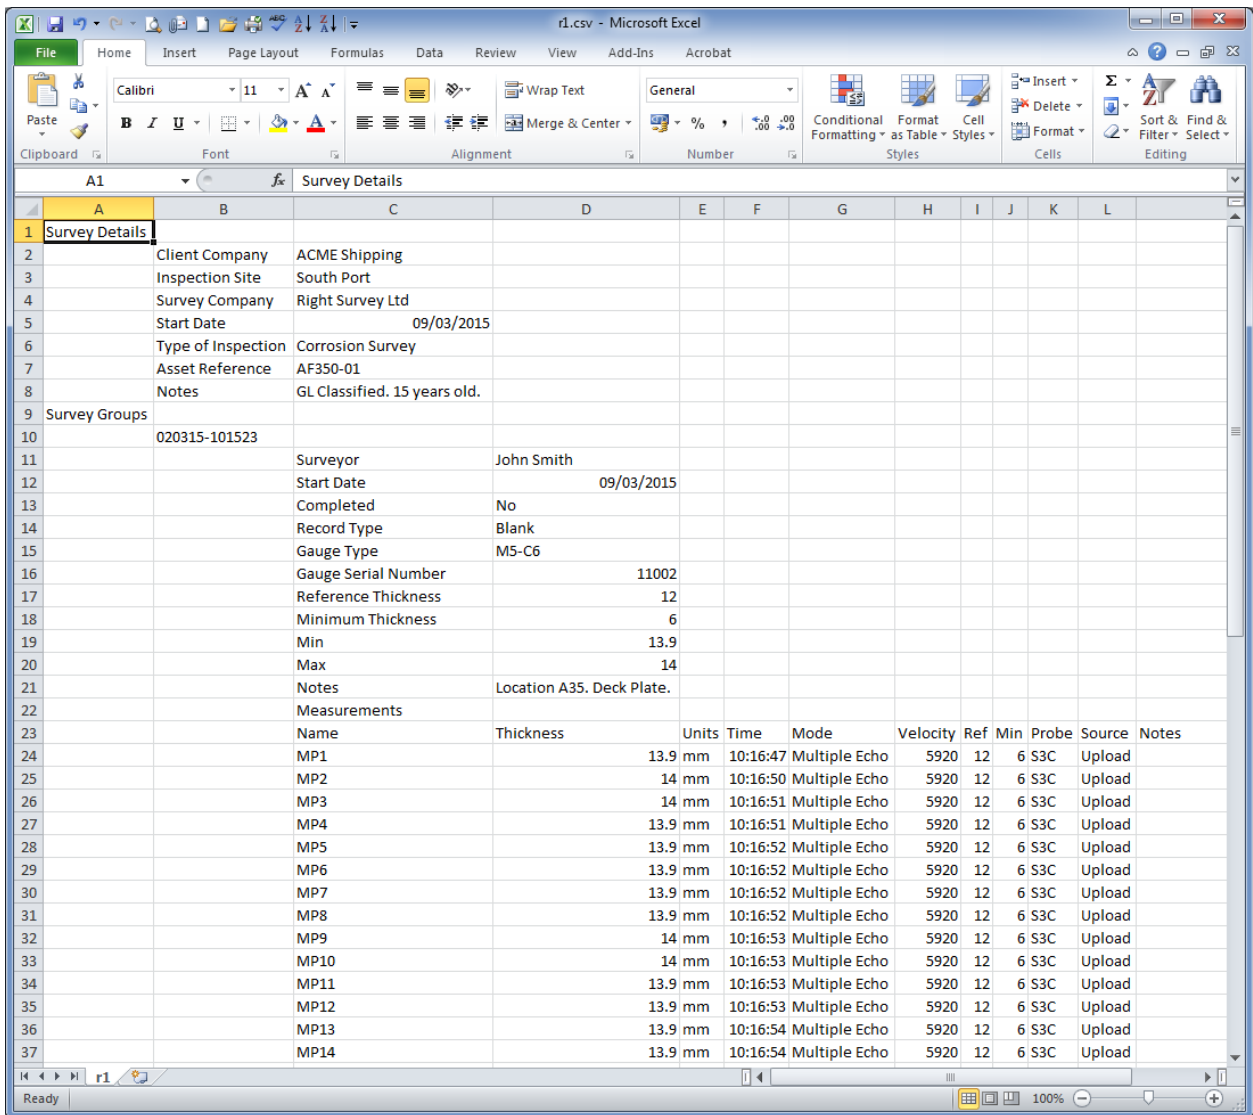 r1.csv - Microsoft Excel
File Home Insert Page Layout Formulas Data Review View Add-Ins Acrobat
Paste
Clipboard
Calibri 11 A A
B I U A
Font
Wrap Text
Merge & Center
Alignment
General
% , .0 .00 .00 .0
Number
Conditional Formatting Format as Table Cell Styles
Styles
Insert
Delete
Format
Cells
Σ
Sort & Filter Find & Select
Editing
A1 fx Survey Details
A B C D E F G H I J K L
1 Survey Details
2 Client Company ACME Shipping
3 Inspection Site South Port
4 Survey Company Right Survey Ltd
5 Start Date 09/03/2015
6 Type of Inspection Corrosion Survey
7 Asset Reference AF350-01
8 Notes GL Classified. 15 years old.
9 Survey Groups
10 020315-101523
11 Surveyor John Smith
12 Start Date 09/03/2015
13 Completed No
14 Record Type Blank
15 Gauge Type M5-C6
16 Gauge Serial Number 11002
17 Reference Thickness 12
18 Minimum Thickness 6
19 Min 13.9
20 Max 14
21 Notes Location A35. Deck Plate.
22 Measurements
23 Name Thickness Units Time Mode Velocity Ref Min Probe Source Notes
24 MP1 13.9 mm 10:16:47 Multiple Echo 5920 12 6 S3C Upload
25 MP2 14 mm 10:16:50 Multiple Echo 5920 12 6 S3C Upload
26 MP3 14 mm 10:16:51 Multiple Echo 5920 12 6 S3C Upload
27 MP4 13.9 mm 10:16:51 Multiple Echo 5920 12 6 S3C Upload
28 MP5 13.9 mm 10:16:52 Multiple Echo 5920 12 6 S3C Upload
29 MP6 13.9 mm 10:16:52 Multiple Echo 5920 12 6 S3C Upload
30 MP7 13.9 mm 10:16:52 Multiple Echo 5920 12 6 S3C Upload
31 MP8 13.9 mm 10:16:52 Multiple Echo 5920 12 6 S3C Upload
32 MP9 14 mm 10:16:53 Multiple Echo 5920 12 6 S3C Upload
33 MP10 14 mm 10:16:53 Multiple Echo 5920 12 6 S3C Upload
34 MP11 13.9 mm 10:16:53 Multiple Echo 5920 12 6 S3C Upload
35 MP12 13.9 mm 10:16:53 Multiple Echo 5920 12 6 S3C Upload
36 MP13 13.9 mm 10:16:54 Multiple Echo 5920 12 6 S3C Upload
37 MP14 13.9 mm 10:16:54 Multiple Echo 5920 12 6 S3C Upload
r1
Ready 100%